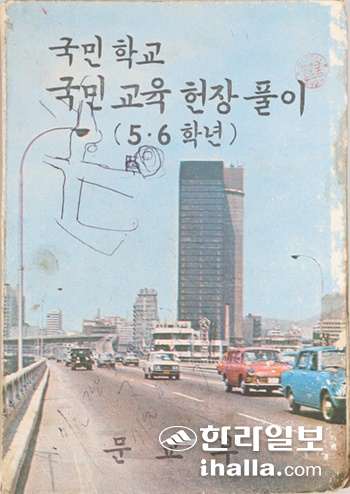 국민 학교
국민 교육 헌장 풀이
(5·6 학년)
문 교 부
한라일보
ihalla.com